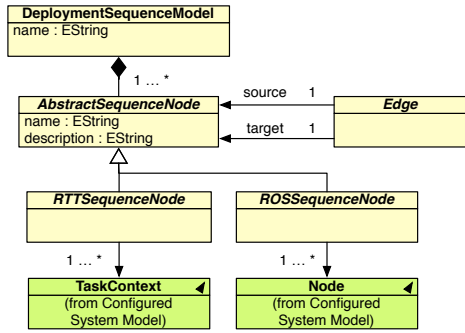 DeploymentSequenceModel
name : EString
1 ... *
AbstractSequenceNode
name : EString
description : EString
source 1
target 1
Edge
RTTSequenceNode
ROSSequenceNode
1 ... *
1 ... *
TaskContext
(from Configured
System Model)
Node
(from Configured
System Model)